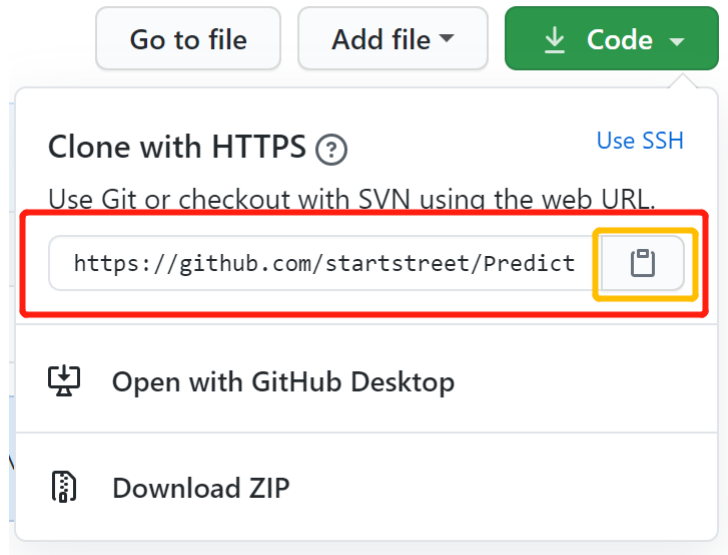 Go to file
Add file
Code
Clone with HTTPS
Use SSH
Use Git or checkout with SVN using the web URL.
https://github.com/startstreet/Predict
Open with GitHub Desktop
Download ZIP